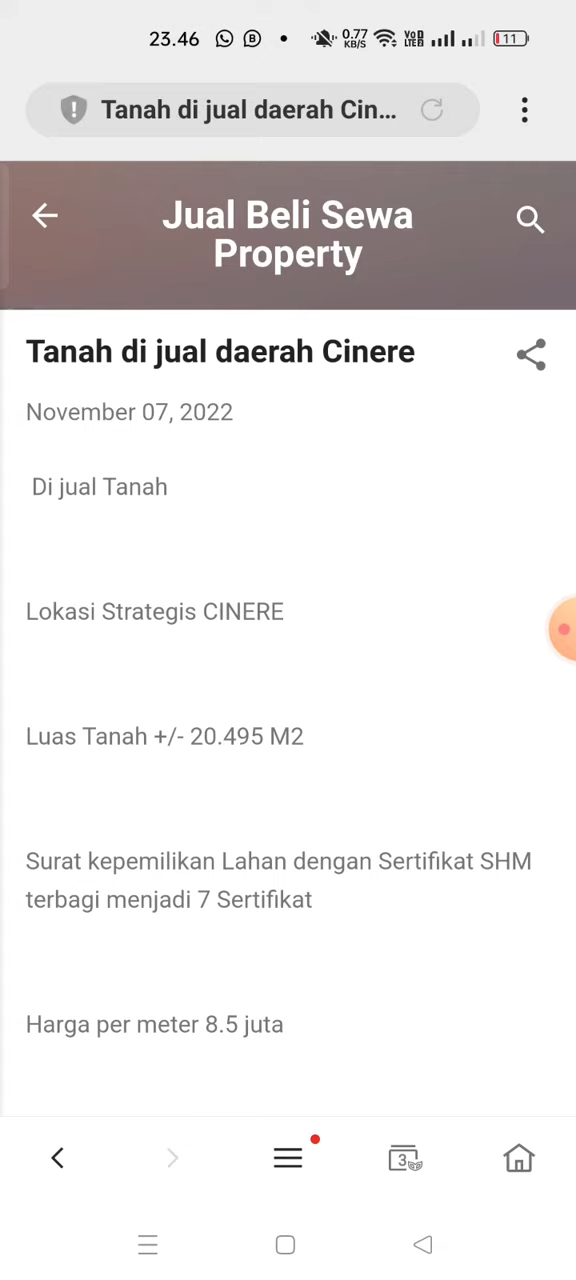 23.46
0.77 KB/S
VoD LTE2
11
Tanah di jual daerah Cin...
Jual Beli Sewa
Property
Tanah di jual daerah Cinere
November 07, 2022
Di jual Tanah
Lokasi Strategis CINERE
Luas Tanah +/- 20.495 M2
Surat kepemilikan Lahan dengan Sertifikat SHM
terbagi menjadi 7 Sertifikat
Harga per meter 8.5 juta
3